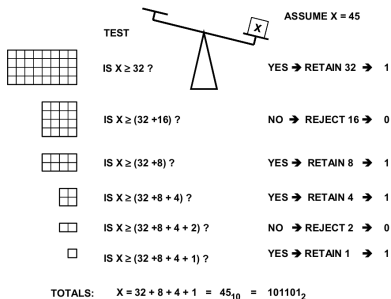 ASSUME X = 45
X
TEST
IS X ≥ 32 ? YES ➔ RETAIN 32 ➔ 1
IS X ≥ (32 +16) ? NO ➔ REJECT 16 ➔ 0
IS X ≥ (32 +8) ? YES ➔ RETAIN 8 ➔ 1
IS X ≥ (32 +8 + 4) ? YES ➔ RETAIN 4 ➔ 1
IS X ≥ (32 +8 + 4 + 2) ? NO ➔ REJECT 2 ➔ 0
IS X ≥ (32 +8 + 4 + 1) ? YES ➔ RETAIN 1 ➔ 1
TOTALS: X = 32 + 8 + 4 + 1 = 45₁₀ = 101101₂